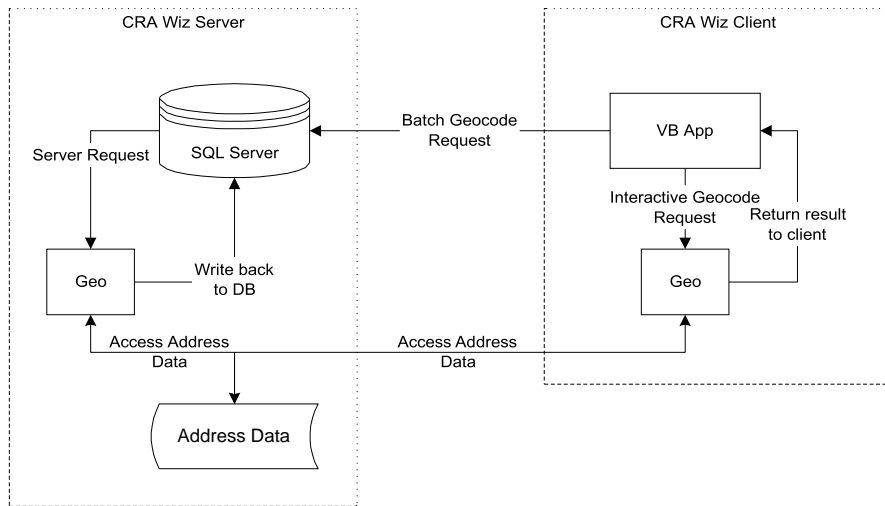 CRA Wiz Server
CRA Wiz Client
Batch Geocode
Request
VB App
SQL Server
Server Request
Interactive Geocode
Request
Return result
to client
Geo
Write back
to DB
Geo
Access Address
Data
Access Address
Data
Address Data